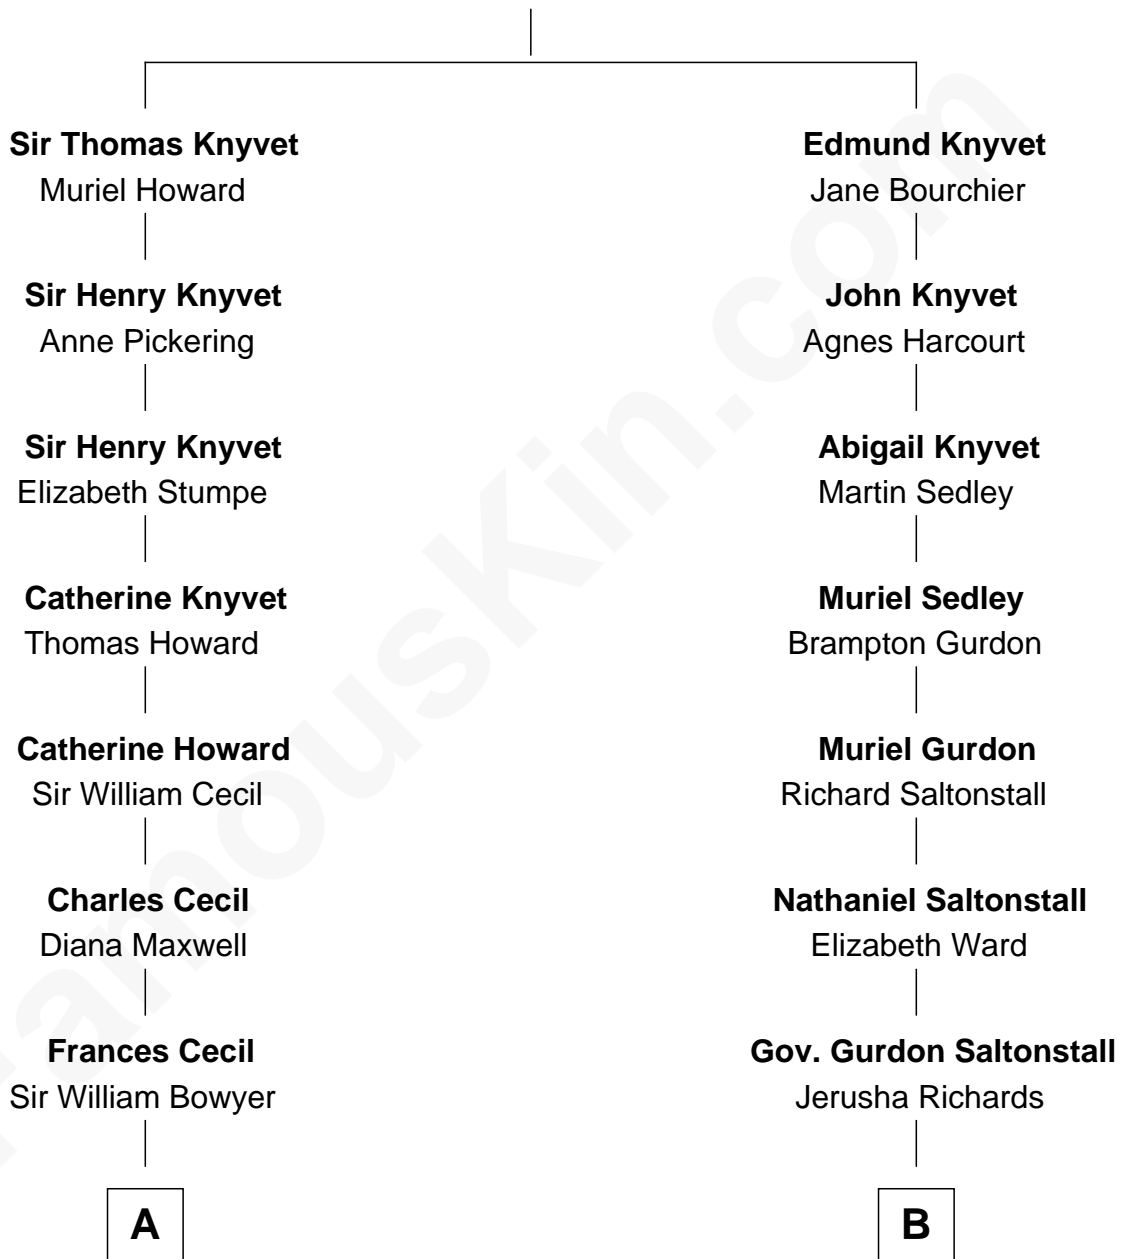 Sir Thomas Knyvet
Muriel Howard
Sir Henry Knyvet
Anne Pickering
Sir Henry Knyvet
Elizabeth Stumpe
Catherine Knyvet
Thomas Howard
Catherine Howard
Sir William Cecil
Charles Cecil
Diana Maxwell
Frances Cecil
Sir William Bowyer
A
Edmund Knyvet
Jane Bourchier
John Knyvet
Agnes Harcourt
Abigail Knyvet
Martin Sedley
Muriel Sedley
Brampton Gurdon
Muriel Gurdon
Richard Saltonstall
Nathaniel Saltonstall
Elizabeth Ward
Gov. Gurdon Saltonstall
Jerusha Richards
B
FamousKin.com